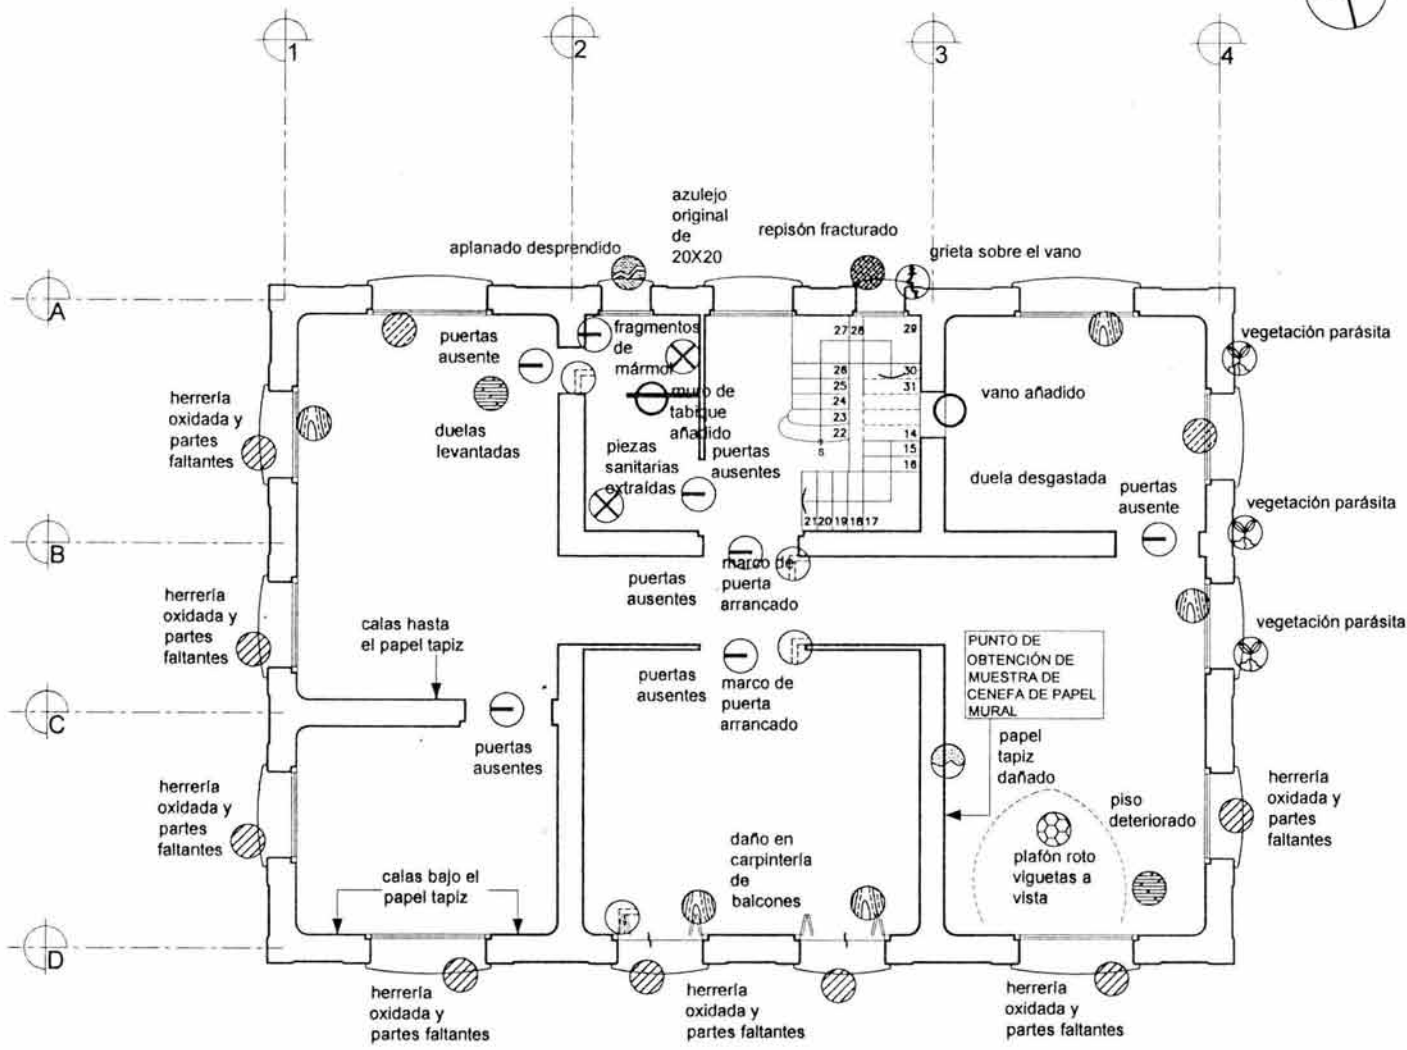 1
2
3
4
A
B
C
D
azulejo
original
de
20X20
aplanado desprendido
repisón fracturado
grieta sobre el vano
puertas
ausente
fragmentos
de
mármol
muro de
tabique
añadido
duelas
levantadas
piezas
sanitarias
extraídas
puertas
ausentes
27
28
29
26
25
24
23
22
30
31
14
15
16
S
21
20
19
18
17
vano añadido
duela desgastada
puertas
ausente
vegetación parásita
vegetación parásita
vegetación parásita
herrería
oxidada y
partes
faltantes
herrería
oxidada y
partes
faltantes
herrería
oxidada y
partes
faltantes
calas hasta
el papel tapiz
puertas
ausentes
marco de
puerta
arrancado
puertas
ausentes
marco de
puerta
arrancado
PUNTO DE
OBTENCIÓN DE
MUESTRA DE
CENEFA DE PAPEL
MURAL
papel
tapiz
dañado
puertas
ausentes
piso
deteriorado
plafón roto
viguetas a
vista
herrería
oxidada y
partes
faltantes
daño en
carpintería
de
balcones
calas bajo el
papel tapiz
herrería
oxidada y
partes faltantes
herrería
oxidada y
partes faltantes
herrería
oxidada y
partes faltantes